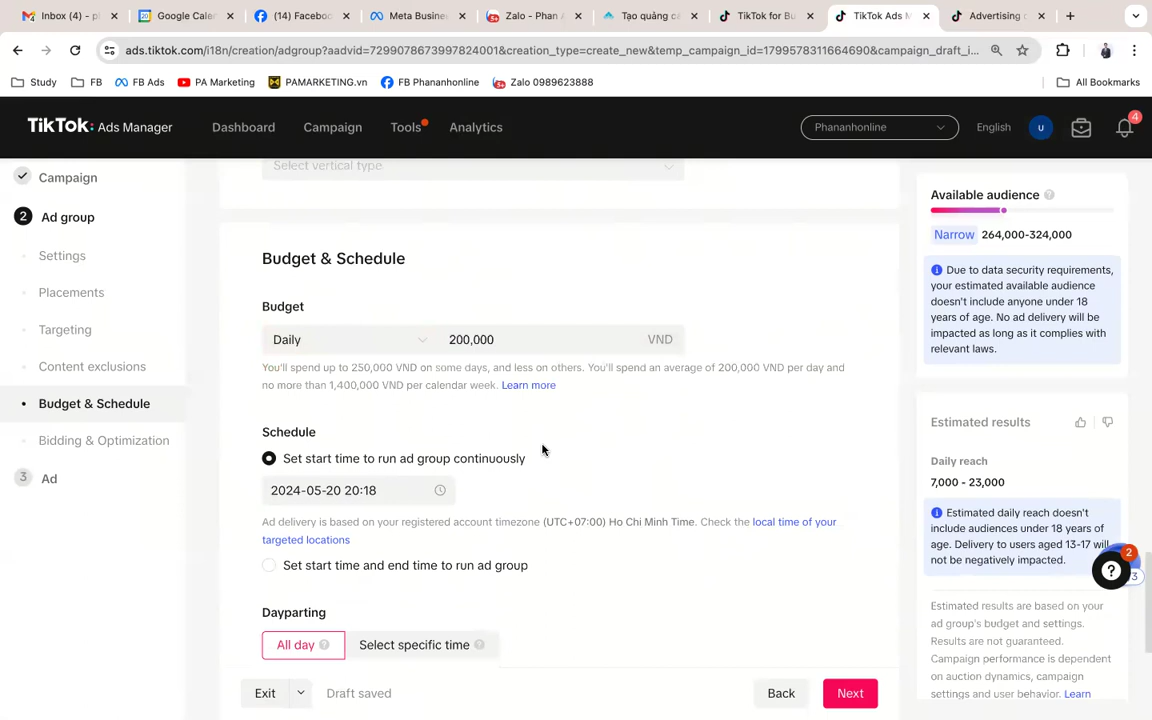 Inbox (4) - p
Google Cale
(14) Facebo
Meta Busine
Zalo - Phan A
Tạo quảng cá
TikTok for Bu
TikTok Ads M
Advertising
ads.tiktok.com/i18n/creation/adgroup?aadvid=7299078673997824001&creation_type=create_new&temp_campaign_id=1799578311664690&campaign_draft_i...
Study
FB
FB Ads
PA Marketing
PAMARKETING.vn
FB Phananhonline
Zalo 0989623888
All Bookmarks
TikTok: Ads Manager
Dashboard
Campaign
Tools
Analytics
Phananhonline
English
U
4
Campaign
2 Ad group
Settings
Placements
Targeting
Content exclusions
Budget & Schedule
Bidding & Optimization
3 Ad
Select vertical type
Budget & Schedule
Budget
Daily
200,000
VND
You'll spend up to 250,000 VND on some days, and less on others. You'll spend an average of 200,000 VND per day and
no more than 1,400,000 VND per calendar week. Learn more
Schedule
Set start time to run ad group continuously
2024-05-20 20:18
Ad delivery is based on your registered account timezone (UTC+07:00) Ho Chi Minh Time. Check the local time of your
targeted locations
Set start time and end time to run ad group
Dayparting
All day ?
Select specific time ?
Exit
Draft saved
Back
Next
Available audience ?
Narrow 264,000-324,000
Due to data security requirements,
your estimated available audience
doesn't include anyone under 18
years of age. No ad delivery will be
impacted as long as it complies with
relevant laws.
Estimated results
Daily reach
7,000 - 23,000
Estimated daily reach doesn't
include audiences under 18 years of
age. Delivery to users aged 13-17 will
not be negatively impacted.
2
?
3
Estimated results are based on your
ad group's budget and settings.
Results are not guaranteed.
Campaign performance is dependent
on auction dynamics, campaign
settings and user behavior. Learn